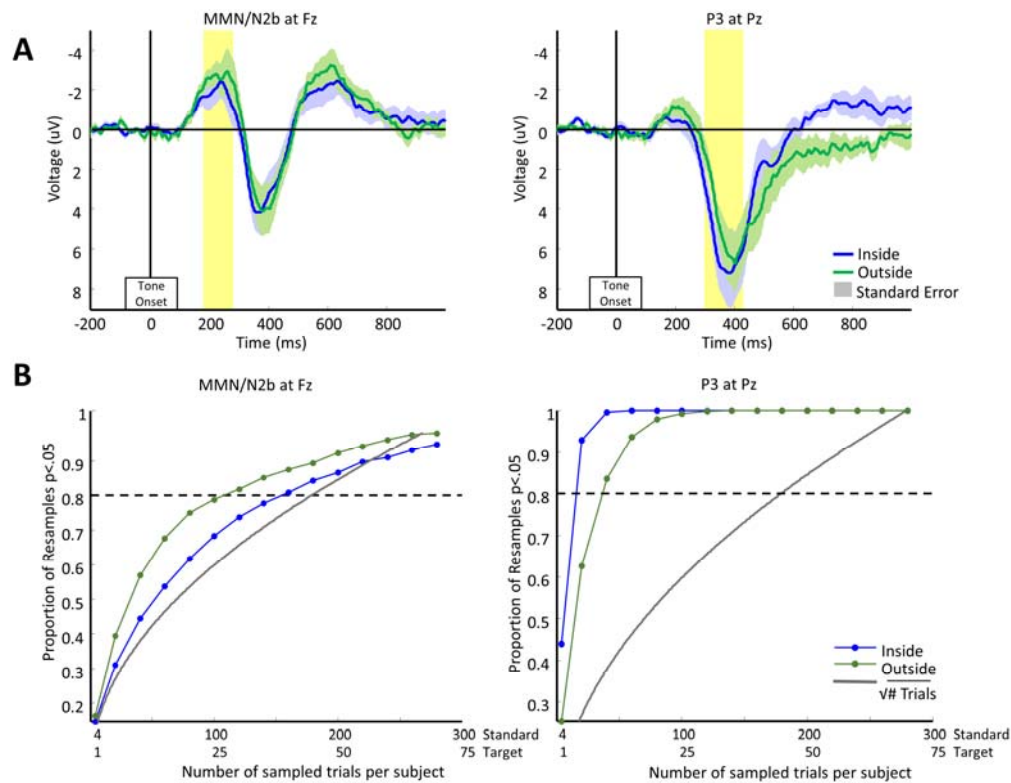 A
MMN/N2b at Fz
P3 at Pz
-4
-2
0
2
4
6
8
Voltage (uV)
Tone
Onset
-200 0 200 400 600 800
Time (ms)
-4
-2
0
2
4
6
8
Voltage (uV)
Tone
Onset
Inside
Outside
Standard Error
-200 0 200 400 600 800
Time (ms)
B
MMN/N2b at Fz
P3 at Pz
1
0.9
0.8
0.7
0.6
0.5
0.4
0.3
0.2
Proportion of Resamples p<.05
4 100 200 300 Standard
1 25 50 75 Target
Number of sampled trials per subject
1
0.9
0.8
0.7
0.6
0.5
0.4
0.3
Proportion of Resamples p<.05
Inside
Outside
√# Trials
4 100 200 300 Standard
1 25 50 75 Target
Number of sampled trials per subject